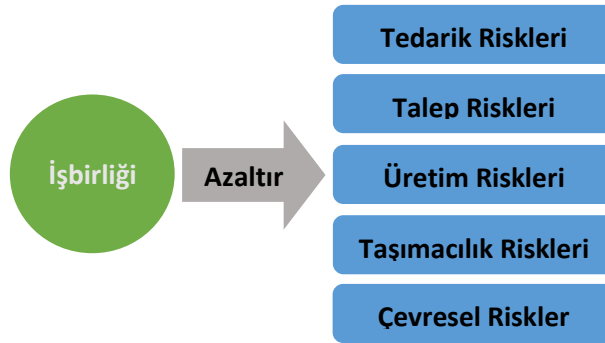 İşbirliği
Azaltır
Tedarik Riskleri
Talep Riskleri
Üretim Riskleri
Taşımacılık Riskleri
Çevresel Riskler